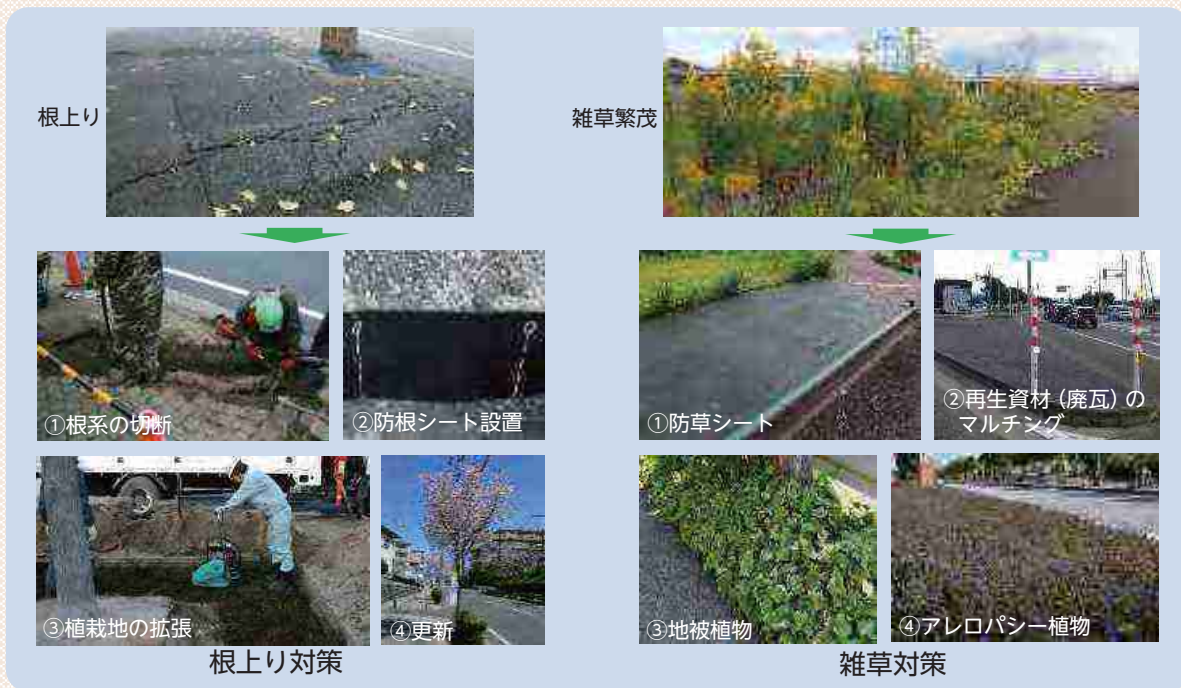 根上り
①根系の切断
②防根シート設置
③植栽地の拡張
④更新
根上り対策
雑草繁茂
①防草シート
②再生資材（廃瓦）の
マルチング
③地被植物
④アレロパシー植物
雑草対策